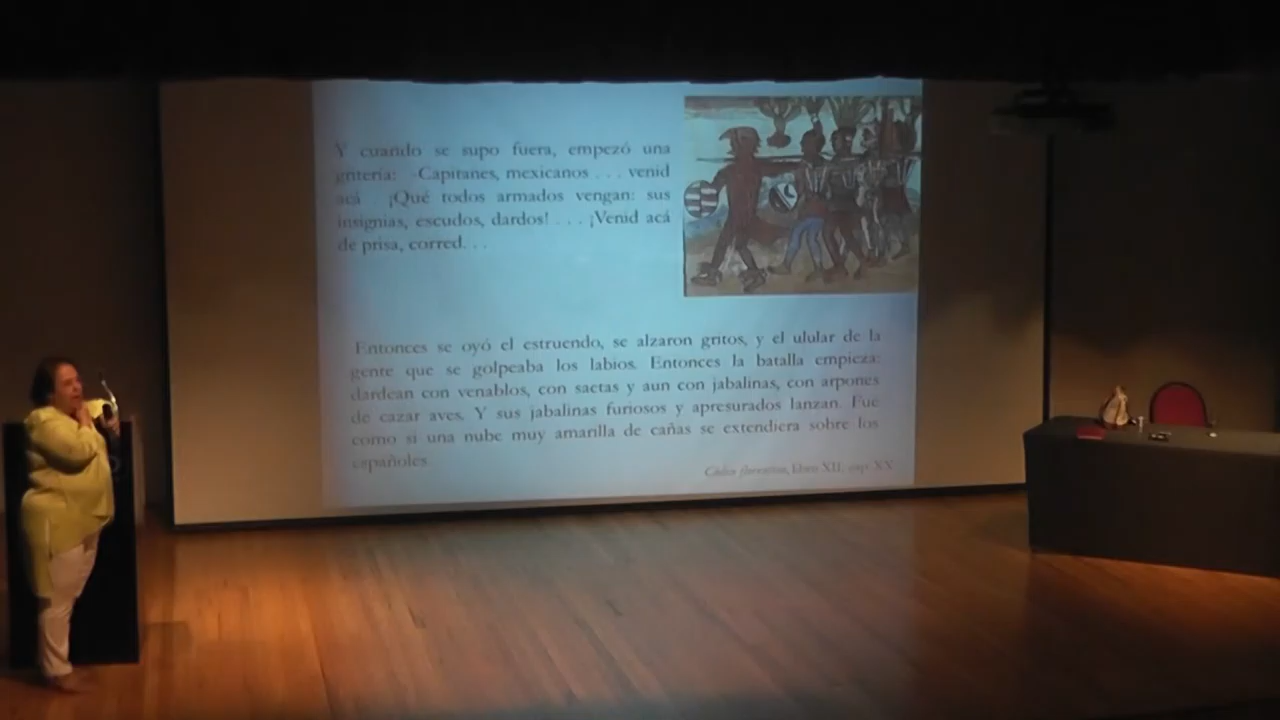 Y cuando se supo fuera, empezó una
gritería: -Capitanes, mexicanos . . . venid
acá ¡Qué todos armados vengan: sus
insignias, escudos, dardos! . . . ¡Venid acá
de prisa, corred. . .
Entonces se oyó el estruendo, se alzaron gritos, y el ulular de la
gente que se golpeaba los labios. Entonces la batalla empieza:
dardean con venablos, con saetas y aun con jabalinas, con arpones
de cazar aves. Y sus jabalinas furiosos y apresurados lanzan. Fue
como si una nube muy amarilla de cañas se extendiera sobre los
españoles
Códice florentino, libro XII, cap. XX